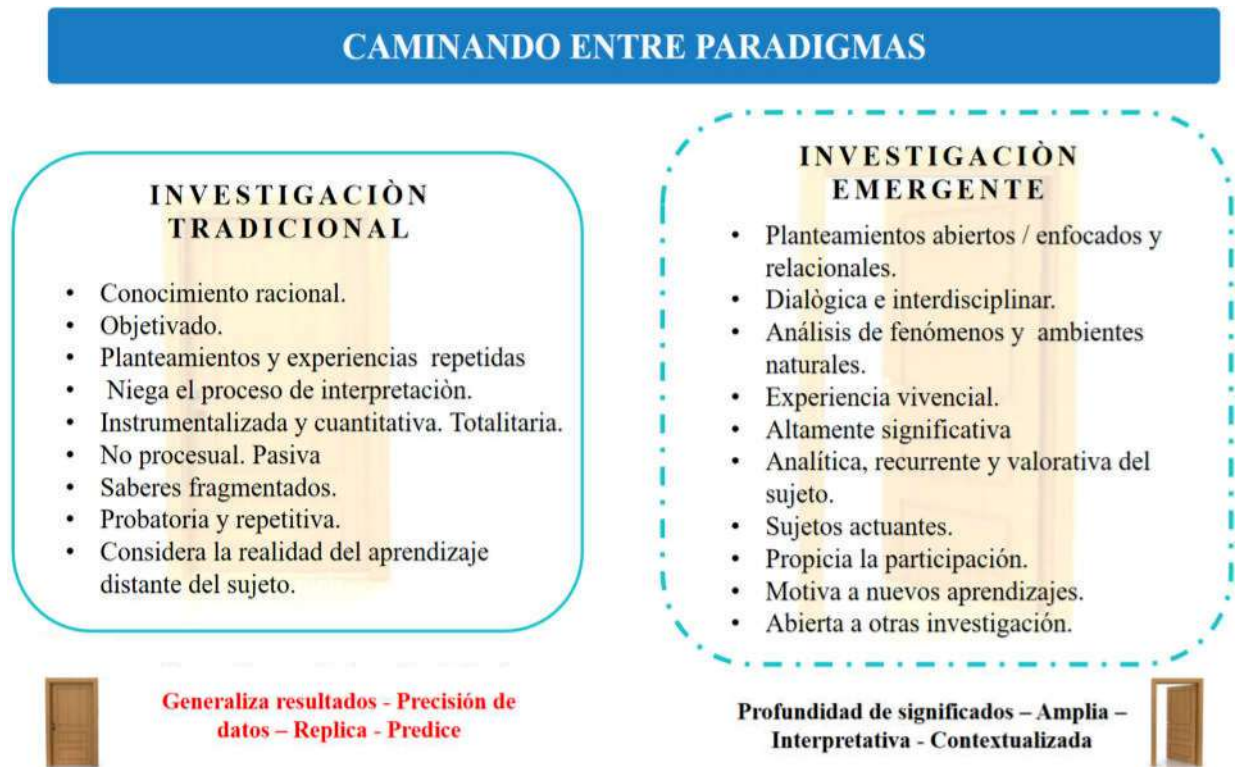 CAMINANDO ENTRE PARADIGMAS
INVESTIGACIÒN
TRADICIONAL
• Conocimiento racional.
• Objetivado.
• Planteamientos y experiencias repetidas
• Niega el proceso de interpretaciòn.
• Instrumentalizada y cuantitativa. Totalitaria.
• No procesual. Pasiva
• Saberes fragmentados.
• Probatoria y repetitiva.
• Considera la realidad del aprendizaje
distante del sujeto.
Generaliza resultados - Precisión de
datos – Replica - Predice
INVESTIGACIÒN
EMERGENTE
• Planteamientos abiertos / enfocados y
relacionales.
• Dialògica e interdisciplinar.
• Análisis de fenómenos y ambientes
naturales.
• Experiencia vivencial.
• Altamente significativa
• Analítica, recurrente y valorativa del
sujeto.
• Sujetos actuantes.
• Propicia la participación.
• Motiva a nuevos aprendizajes.
• Abierta a otras investigación.
Profundidad de significados – Amplia –
Interpretativa - Contextualizada